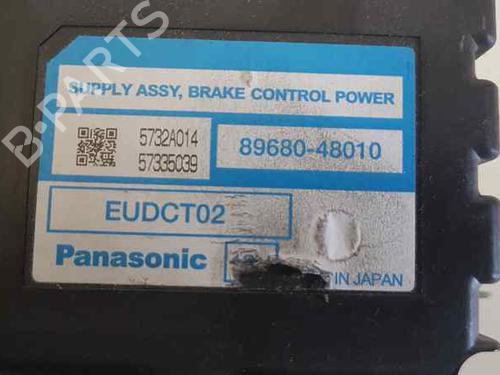 B-PARTS
SUPPLY ASSY, BRAKE CONTROL POWER
5732A014
57335039
89680-48010
EUDCT02
Panasonic
IN JAPAN